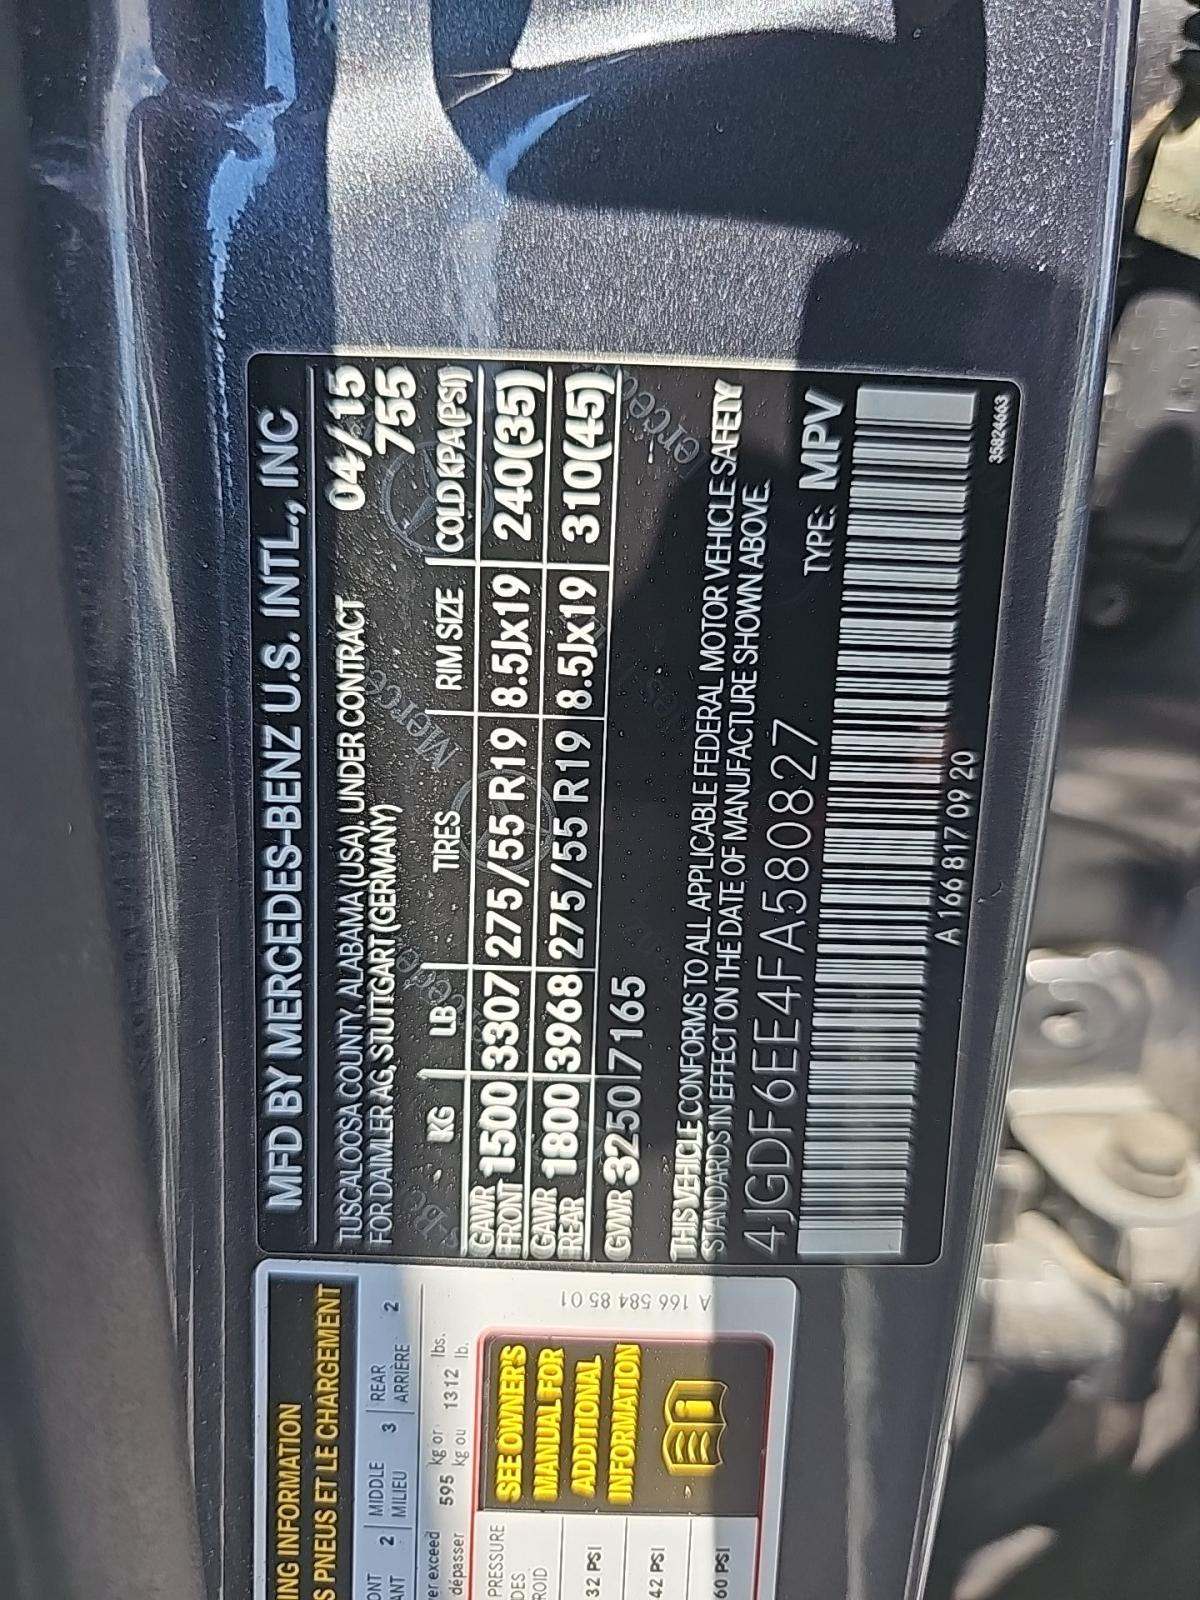 MFD BY MERCEDES-BENZ U.S. INTL., INC
TUSCALOOSA COUNTY, ALABAMA (USA), UNDER CONTRACT 04/15
FOR DAIMLER AG, STUTTGART (GERMANY) 755
KG LB TIRES RIM SIZE COLD KPA(PSI)
GAWR FRONT 1500 3307 275/55 R19 8.5Jx19 240(35)
GAWR REAR 1800 3968 275/55 R19 8.5Jx19 310(45)
GVWR 3250 7165
THIS VEHICLE CONFORMS TO ALL APPLICABLE FEDERAL MOTOR VEHICLE SAFETY
STANDARDS IN EFFECT ON THE DATE OF MANUFACTURE SHOWN ABOVE.
4JGDF6EE4FA580827 TYPE: MPV
A 166 817 09 20
35824663
ING INFORMATION
S PNEUS ET LE CHARGEMENT
ONT 2 MIDDLE 3 REAR 2
ANT MILIEU ARRIÈRE
er exceed 595 kg or 1312 lbs.
dépasser kg ou lb.
PRESSURE
DES
ROID
32 PSI
42 PSI
60 PSI
SEE OWNER'S
MANUAL FOR
ADDITIONAL
INFORMATION
A 166 584 85 01